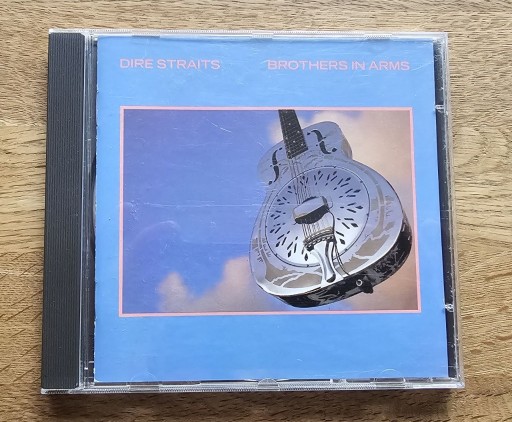 DIRE STRAITS BROTHERS IN ARMS